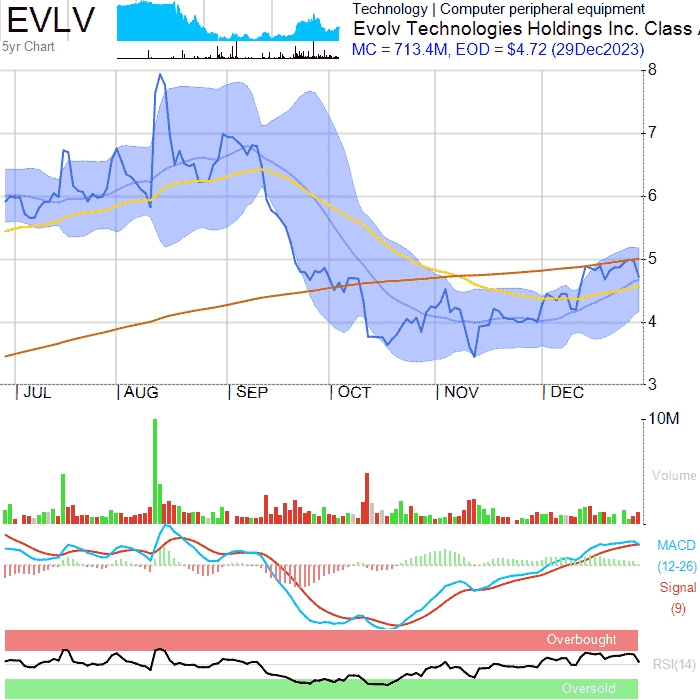 EVLV
5yr Chart
Technology | Computer peripheral equipment
Evolv Technologies Holdings Inc. Class
MC = 713.4M, EOD = $4.72 (29Dec2023)
8
7
6
5
4
3
JUL AUG SEP OCT NOV DEC
10M
Volume
MACD
(12-26)
Signal
(9)
Overbought
RSI(14)
Oversold